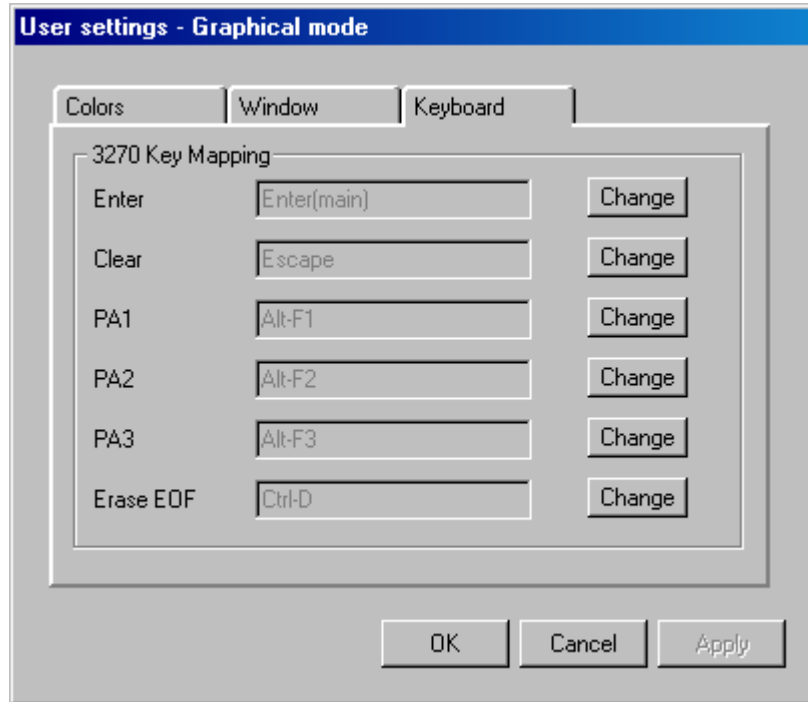 User settings - Graphical mode
Colors Window Keyboard
3270 Key Mapping
Enter Enter(main) Change
Clear Escape Change
PA1 Alt-F1 Change
PA2 Alt-F2 Change
PA3 Alt-F3 Change
Erase EOF Ctrl-D Change
OK Cancel Apply